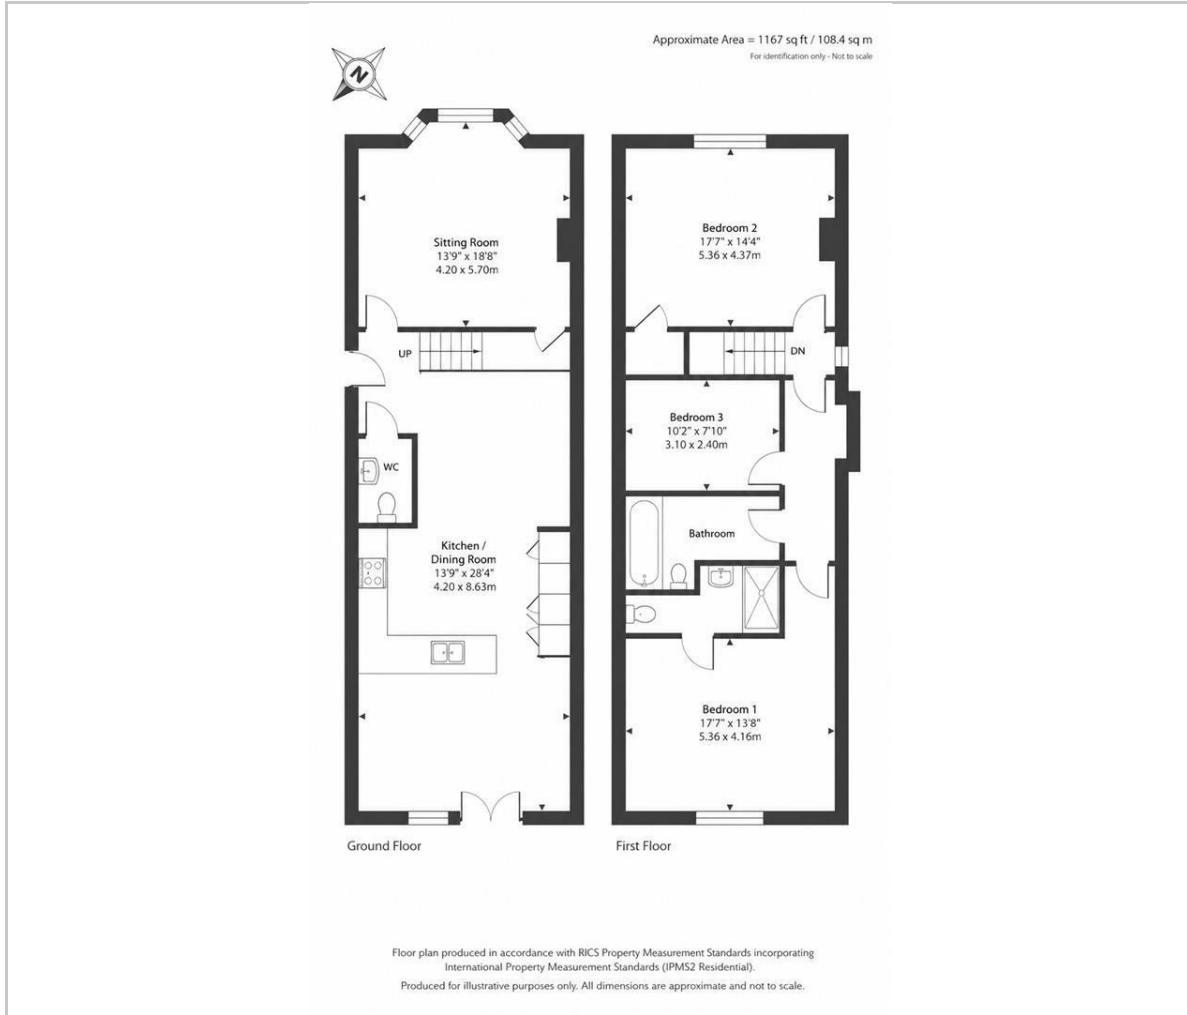 Approximate Area = 1167 sq ft / 108.4 sq m
For identification only - Not to scale
N
Sitting Room
13'9" x 18'8"
4.20 x 5.70m
UP
WC
Kitchen /
Dining Room
13'9" x 28'4"
4.20 x 8.63m
Ground Floor
Bedroom 2
17'7" x 14'4"
5.36 x 4.37m
DN
Bedroom 3
10'2" x 7'10"
3.10 x 2.40m
Bathroom
Bedroom 1
17'7" x 13'8"
5.36 x 4.16m
First Floor
Floor plan produced in accordance with RICS Property Measurement Standards incorporating
International Property Measurement Standards (IPMS2 Residential).
Produced for illustrative purposes only. All dimensions are approximate and not to scale.